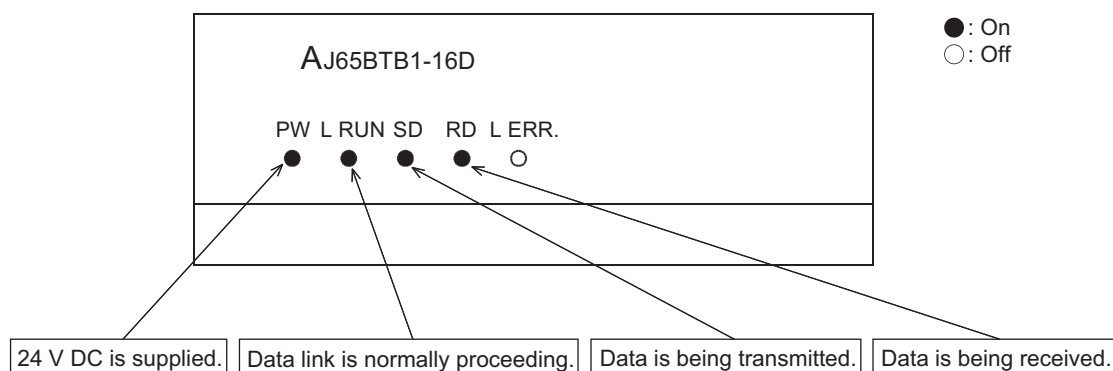 ●: On
○: Off
AJ65BTB1-16D
PW L RUN SD RD L ERR.
24 V DC is supplied.
Data link is normally proceeding.
Data is being transmitted.
Data is being received.